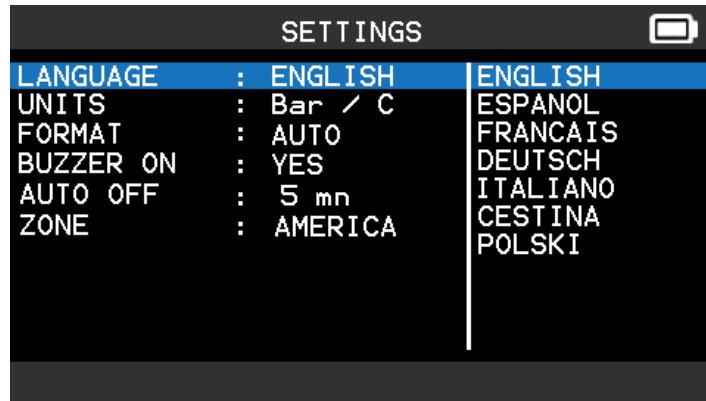 SETTINGS
LANGUAGE : ENGLISH
UNITS : Bar / C
FORMAT : AUTO
BUZZER ON : YES
AUTO OFF : 5 mn
ZONE : AMERICA
ENGLISH
ESPANOL
FRANCAIS
DEUTSCH
ITALIANO
CESTINA
POLSKI